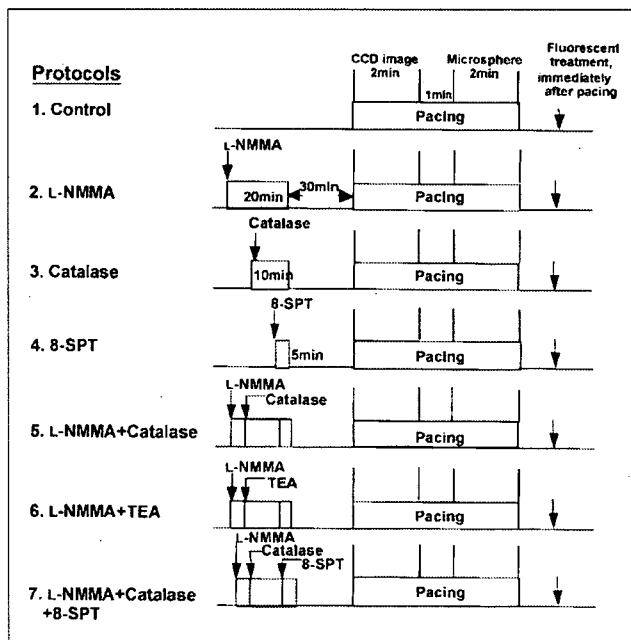 Protocols
CCD image
2min
1min
Microsphere
2min
Fluorescent
treatment,
immediately
after pacing
1. Control
Pacing
L-NMMA
2. L-NMMA
20min
30min
Pacing
Catalase
3. Catalase
10min
Pacing
8-SPT
4. 8-SPT
5min
Pacing
L-NMMA
Catalase
5. L-NMMA+Catalase
Pacing
L-NMMA
TEA
6. L-NMMA+TEA
Pacing
L-NMMA
Catalase
8-SPT
7. L-NMMA+Catalase
+8-SPT
Pacing